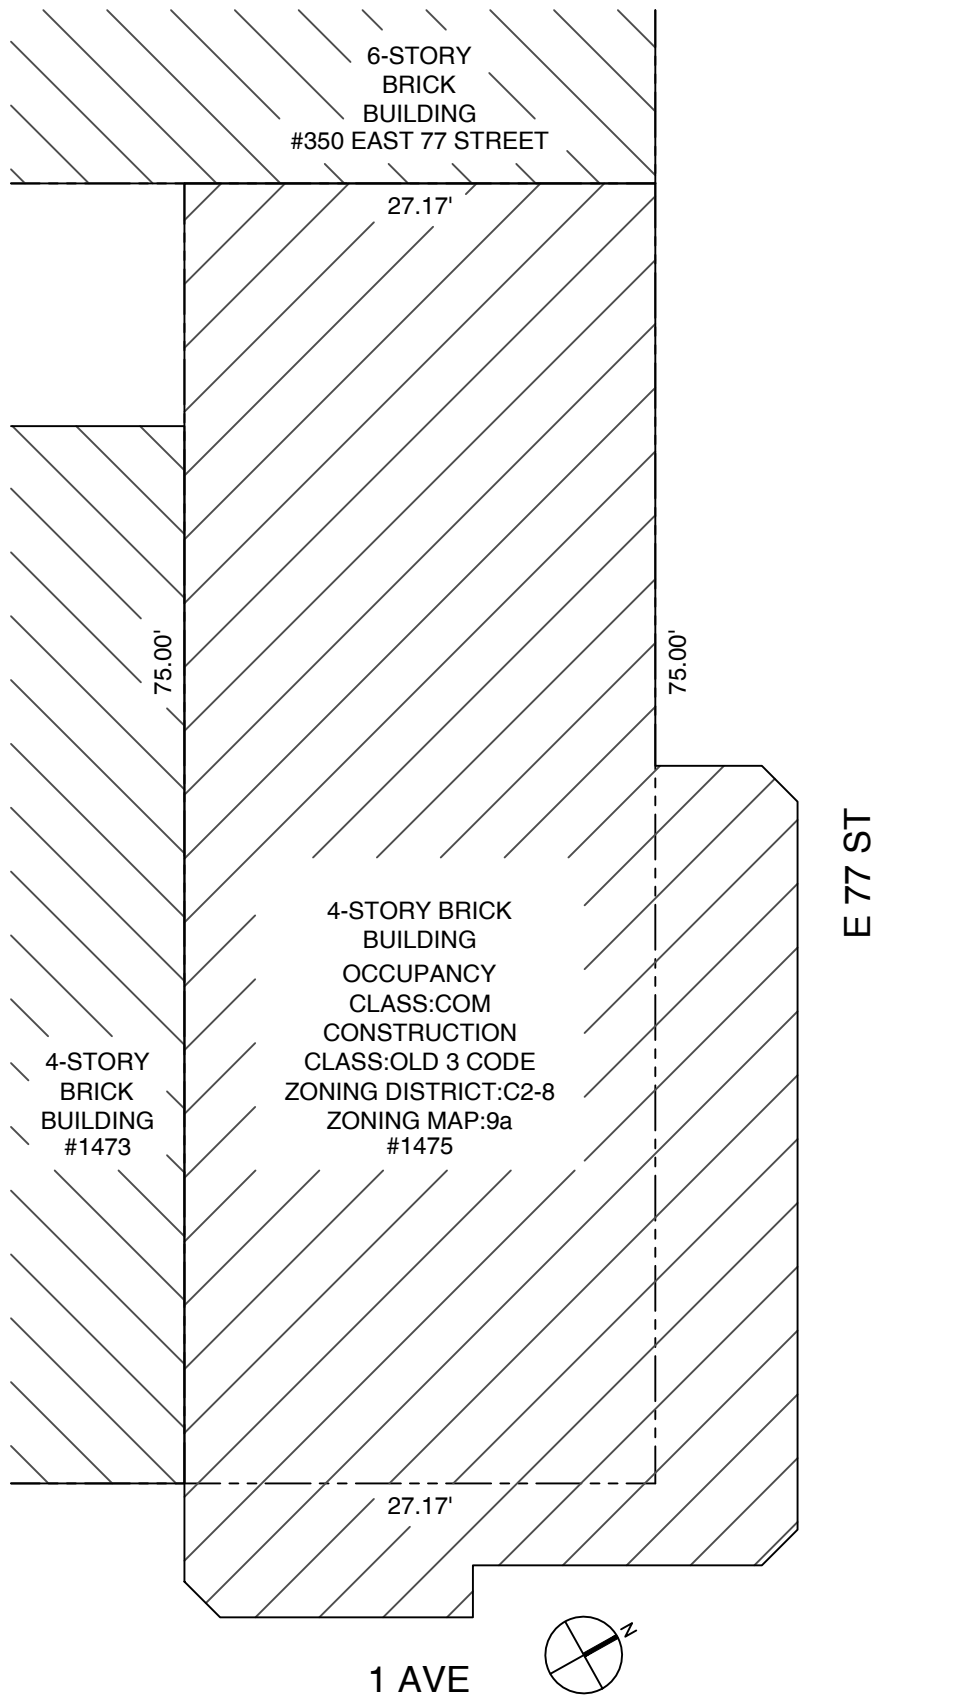 6-STORY
BRICK
BUILDING
#350 EAST 77 STREET
27.17'
75.00'
75.00'
E 77 ST
4-STORY BRICK
BUILDING
OCCUPANCY
CLASS:COM
CONSTRUCTION
CLASS:OLD 3 CODE
ZONING DISTRICT:C2-8
ZONING MAP:9a
#1475
4-STORY
BRICK
BUILDING
#1473
27.17'
1 AVE
N